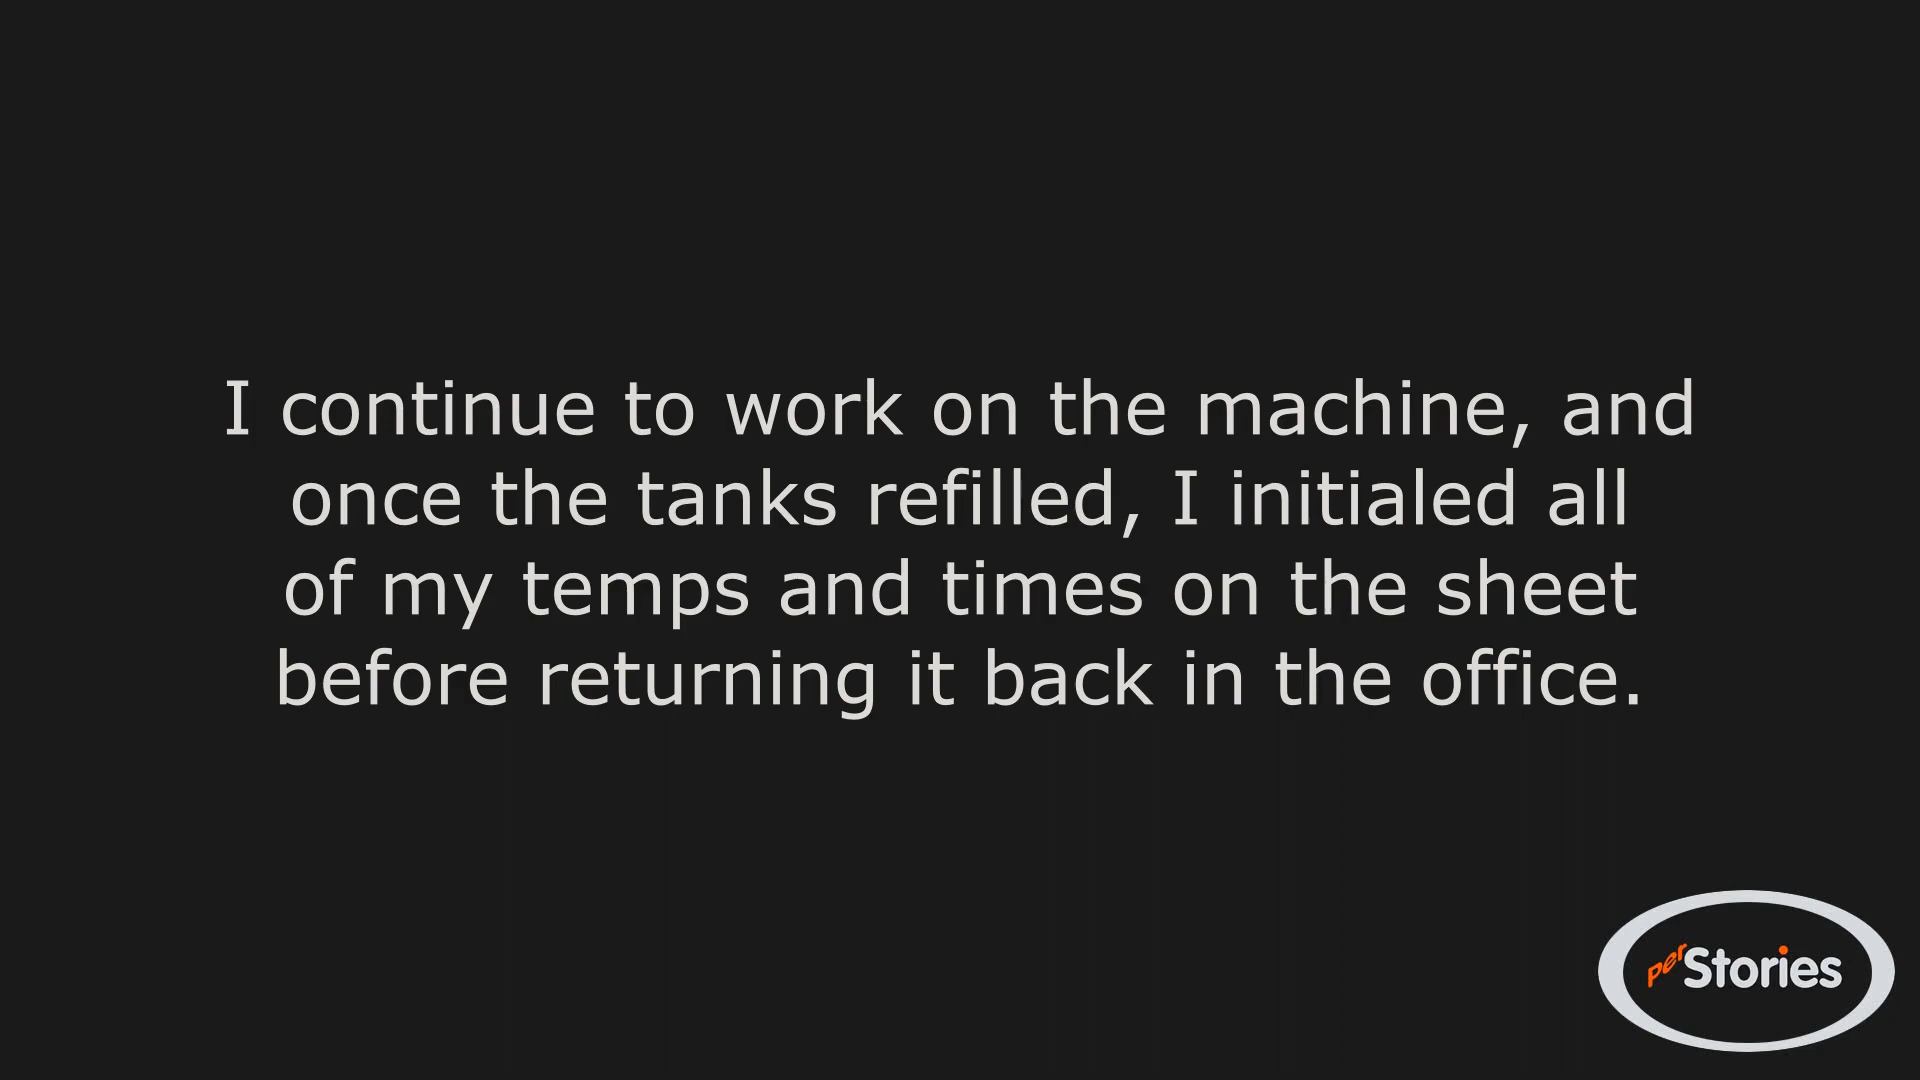 I continue to work on the machine, and
once the tanks refilled, I initialed all
of my temps and times on the sheet
before returning it back in the office.
perStories